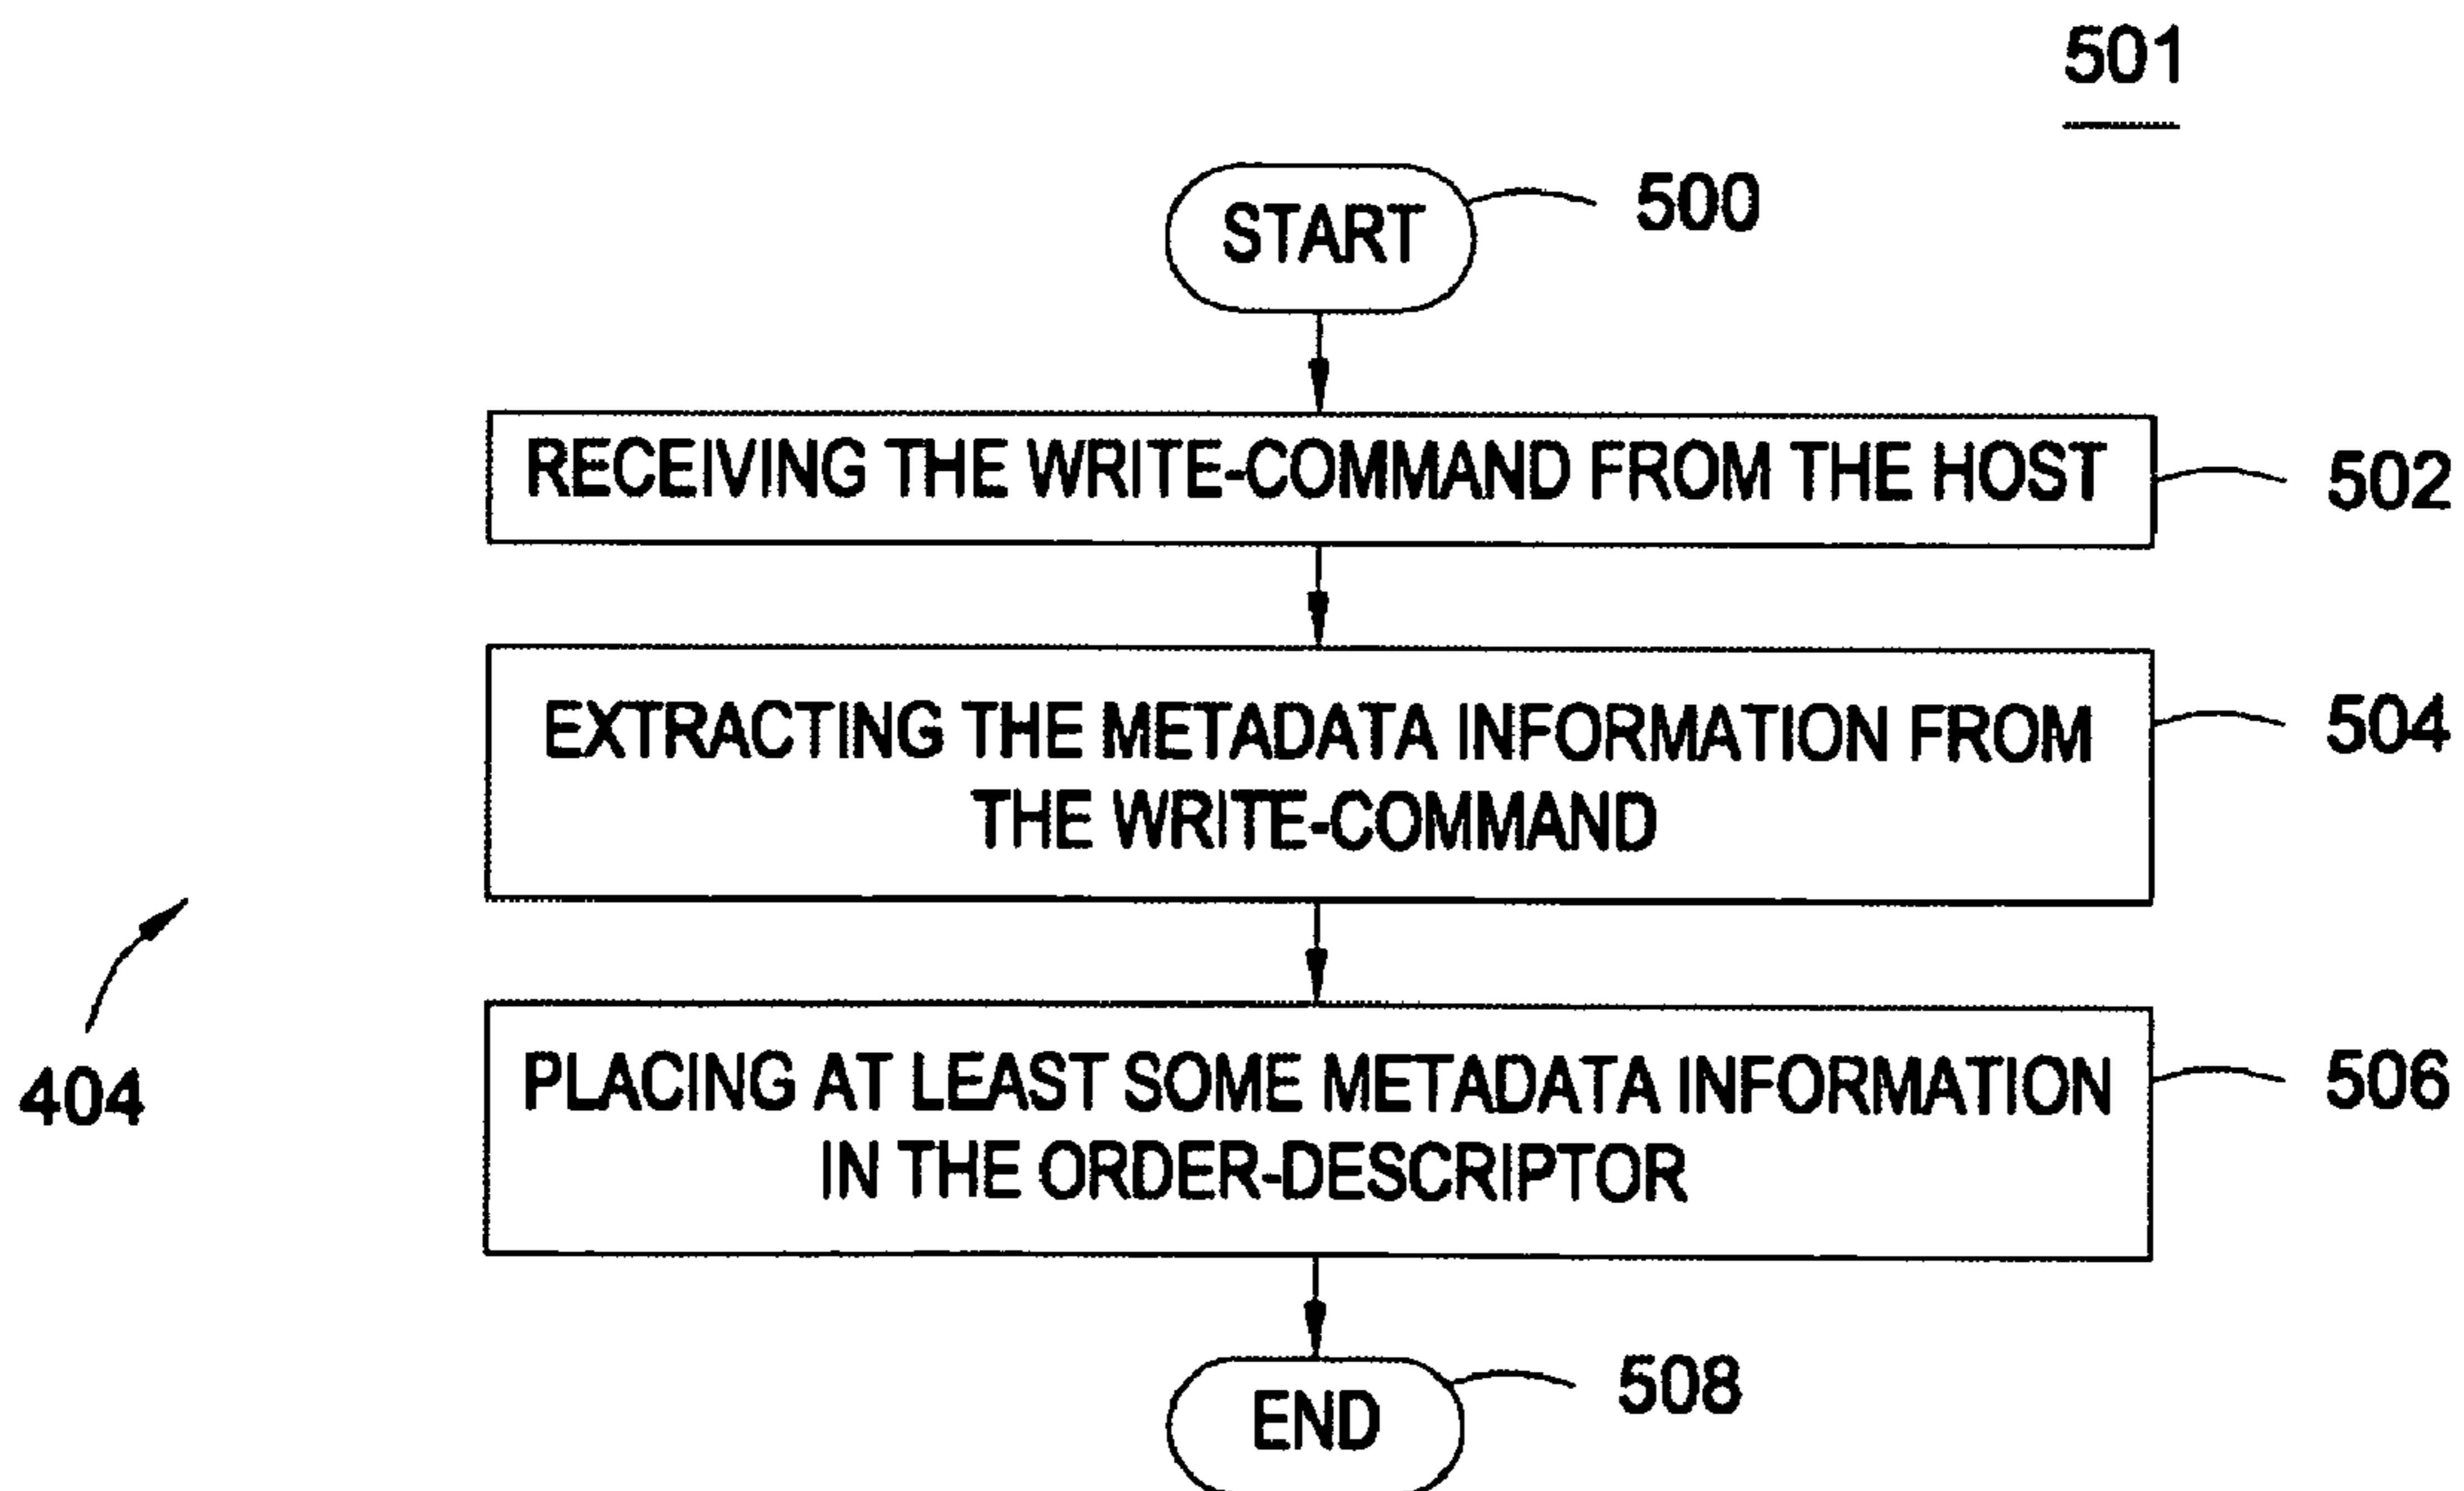 501
START
500
RECEIVING THE WRITE-COMMAND FROM THE HOST
502
EXTRACTING THE METADATA INFORMATION FROM
THE WRITE-COMMAND
504
404
PLACING AT LEAST SOME METADATA INFORMATION
IN THE ORDER-DESCRIPTOR
506
END
508